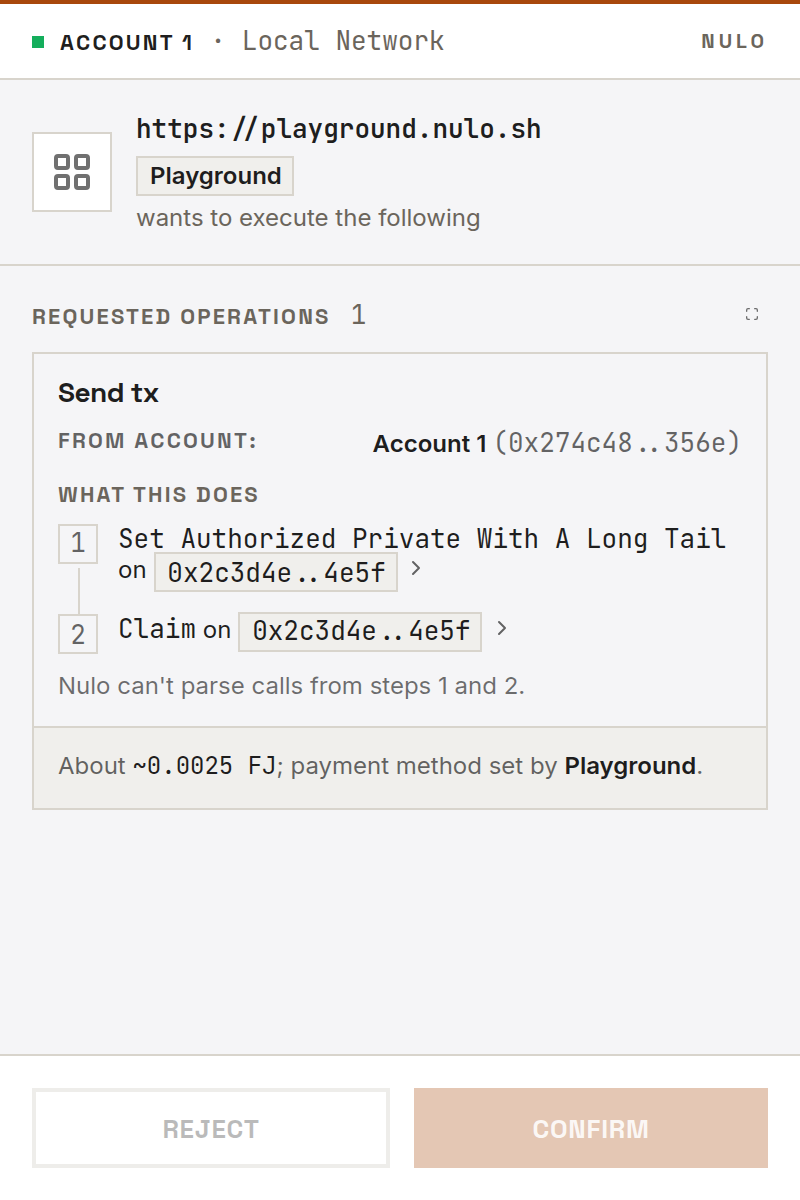 ACCOUNT 1 • Local Network NULO
https://playground.nulo.sh
Playground
wants to execute the following
REQUESTED OPERATIONS 1
Send tx
FROM ACCOUNT: Account 1 (0x274c48..356e)
WHAT THIS DOES
1 Set Authorized Private With A Long Tail
on 0x2c3d4e..4e5f >
2 Claim on 0x2c3d4e..4e5f >
Nulo can't parse calls from steps 1 and 2.
About ~0.0025 FJ; payment method set by Playground.
REJECT CONFIRM